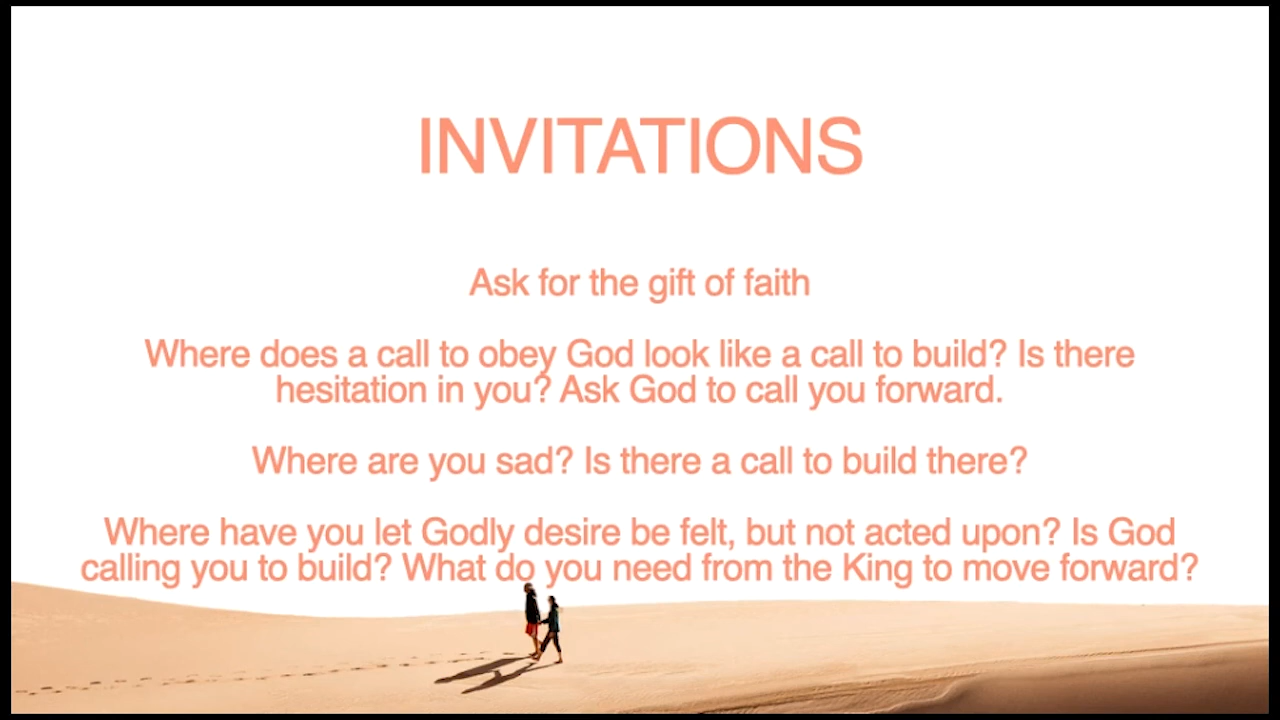 INVITATIONS
Ask for the gift of faith
Where does a call to obey God look like a call to build? Is there
hesitation in you? Ask God to call you forward.
Where are you sad? Is there a call to build there?
Where have you let Godly desire be felt, but not acted upon? Is God
calling you to build? What do you need from the King to move forward?